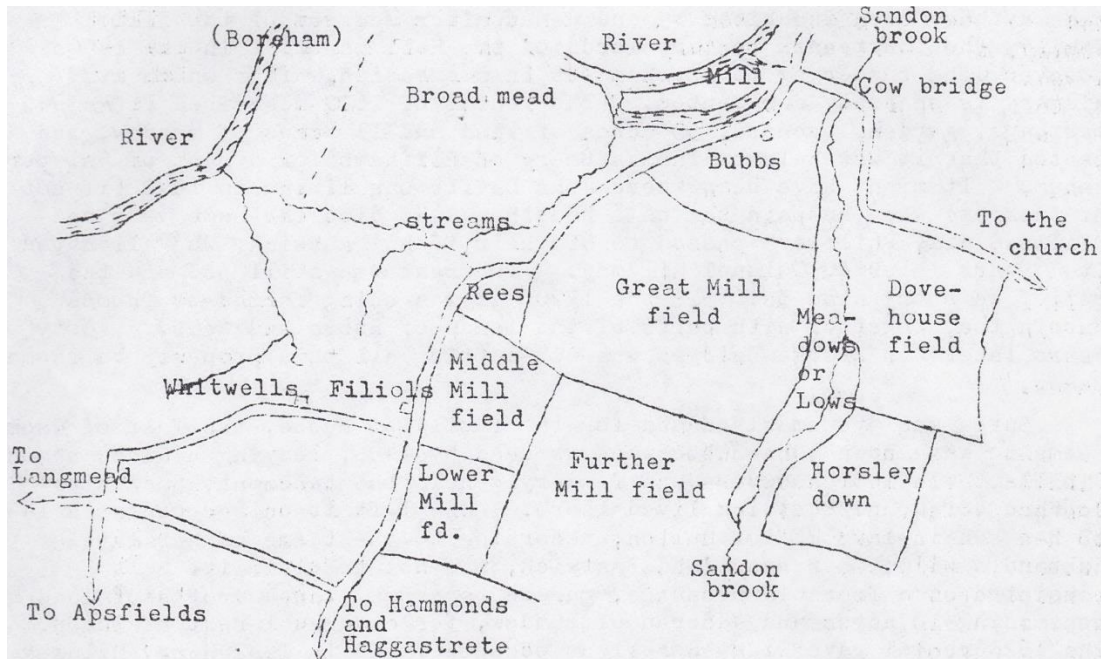 (Boreham)
River
River
Mill
Sandon
brook
Cow bridge
Broad mead
Bubbs
streams
To the
church
Rees
Great Mill
field
Mea-
dows
or
Lows
Dove-
house
field
Middle
Mill
field
Whitwells
Filiols
To
Langmead
Lower
Mill
fd.
Further
Mill field
Horsley
down
Sandon
brook
To Apsfields
To Hammonds
and
Haggastrete